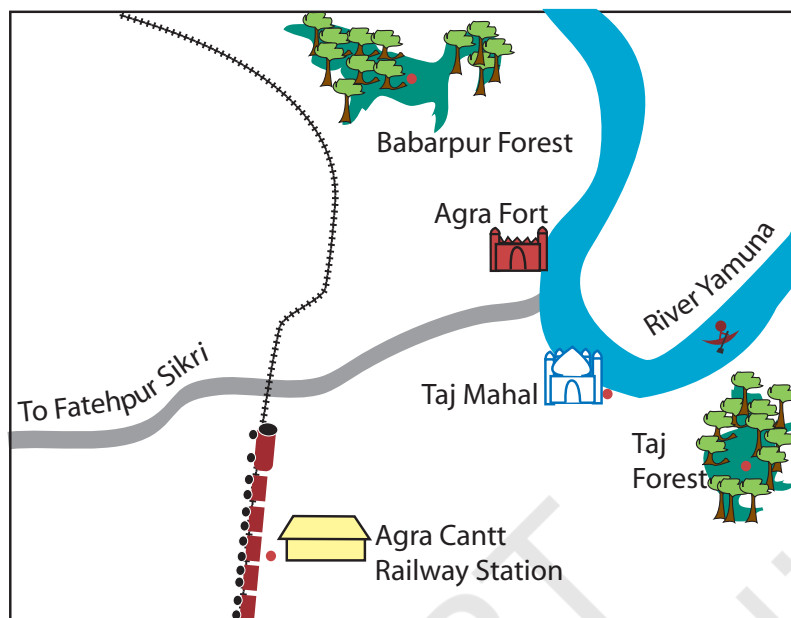 Babarpur Forest
Agra Fort
River Yamuna
To Fatehpur Sikri
Taj Mahal
Taj
Forest
Agra Cantt
Railway Station